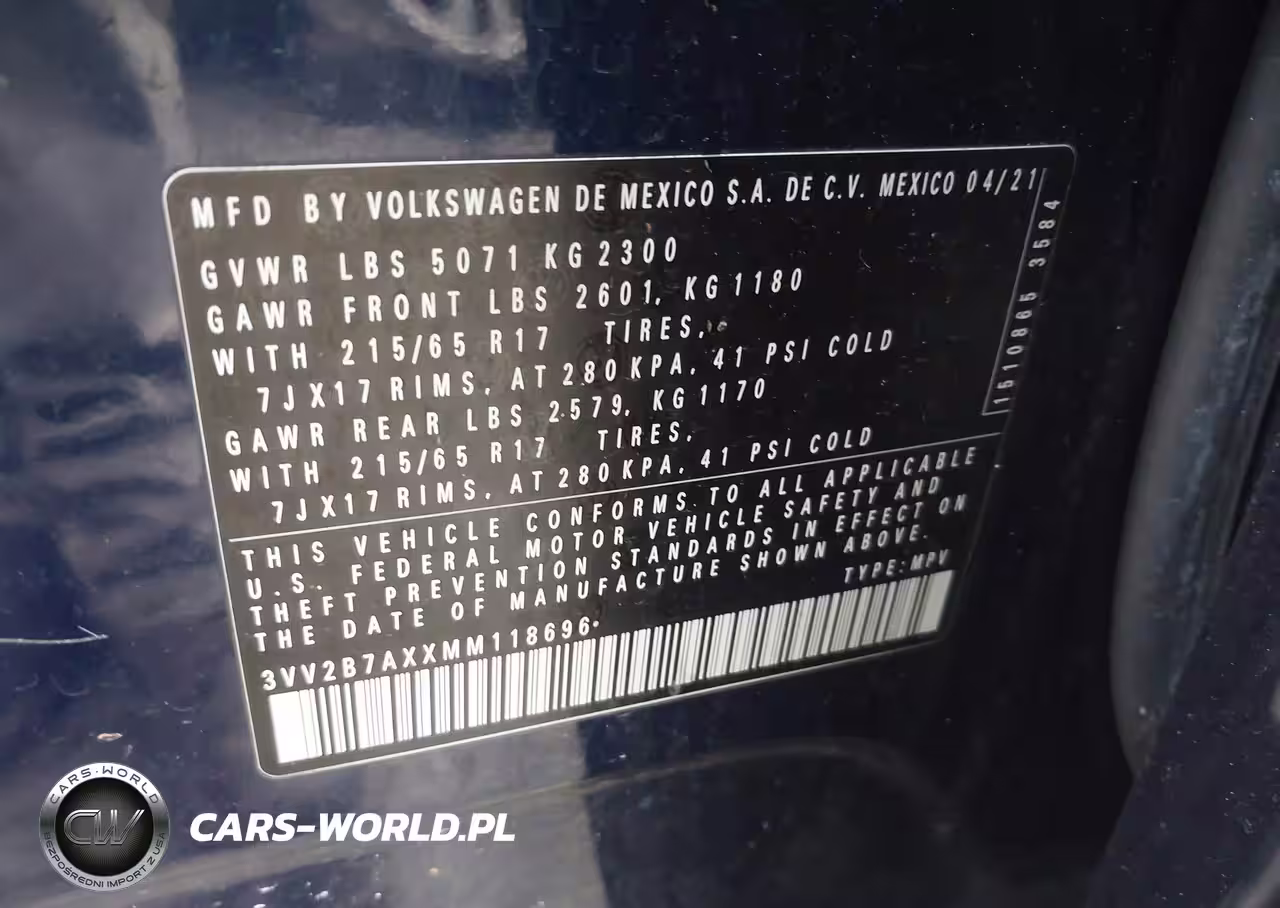 MFD BY VOLKSWAGEN DE MEXICO S.A. DE C.V. MEXICO 04/21
GVWR LBS 5071 KG 2300
GAWR FRONT LBS 2601, KG 1180
WITH 215/65 R17 TIRES,
7JX17 RIMS, AT 280 KPA, 41 PSI COLD
GAWR REAR LBS 2579, KG 1170
WITH 215/65 R17 TIRES,
7JX17 RIMS, AT 280 KPA, 41 PSI COLD
1510865 3584
THIS VEHICLE CONFORMS TO ALL APPLICABLE
U.S. FEDERAL MOTOR VEHICLE SAFETY AND
THEFT PREVENTION STANDARDS IN EFFECT ON
THE DATE OF MANUFACTURE SHOWN ABOVE.
TYPE:MPV
3VV2B7AXXMM118696
CARS-WORLD
CW
BEZPOŚREDNI IMPORT Z USA
CARS-WORLD.PL